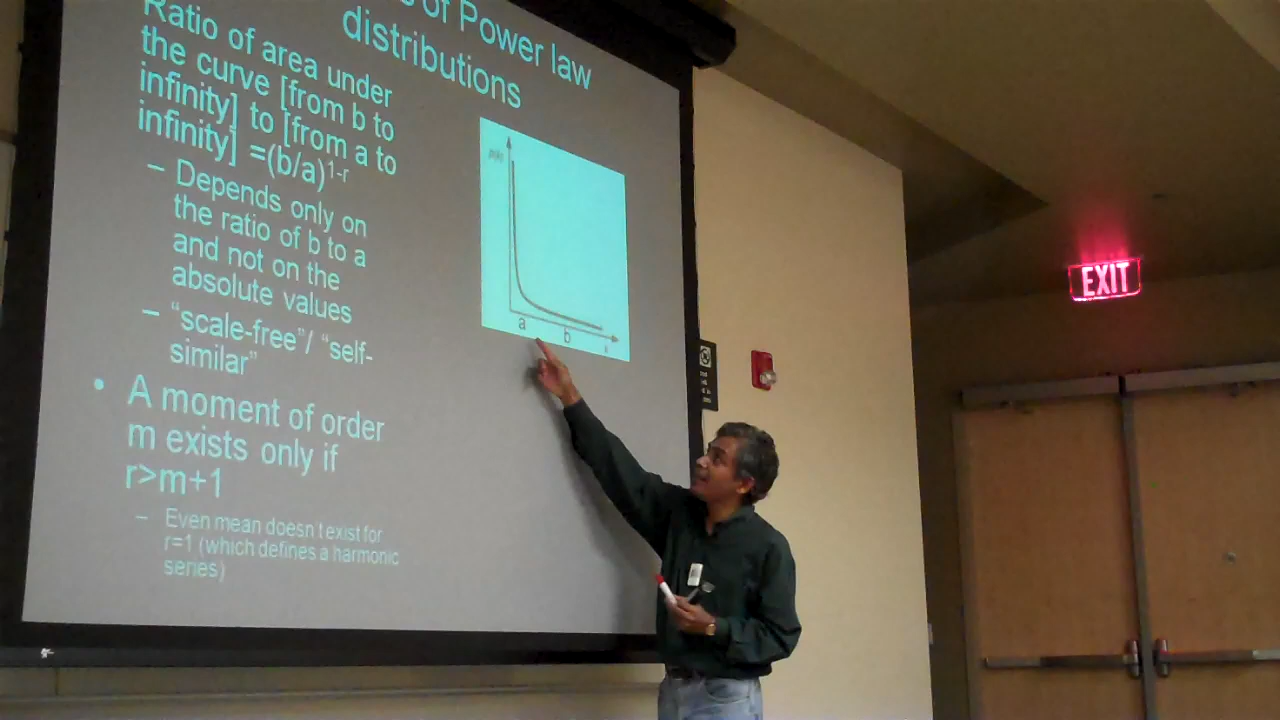 s of Power law
distributions
Ratio of area under
the curve [from b to
infinity] to [from a to
infinity] =(b/a)1-r
– Depends only on
the ratio of b to a
and not on the
absolute values
– “scale-free”/ “self-
similar”
• A moment of order
m exists only if
r>m+1
– Even mean doesn t exist for
r=1 (which defines a harmonic
series)
a
b
EXIT